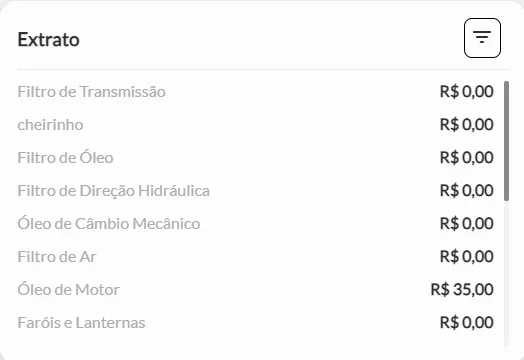 Extrato
Filtro de Transmissão R$ 0,00
cheirinho R$ 0,00
Filtro de Óleo R$ 0,00
Filtro de Direção Hidráulica R$ 0,00
Óleo de Câmbio Mecânico R$ 0,00
Filtro de Ar R$ 0,00
Óleo de Motor R$ 35,00
Faróis e Lanternas R$ 0,00